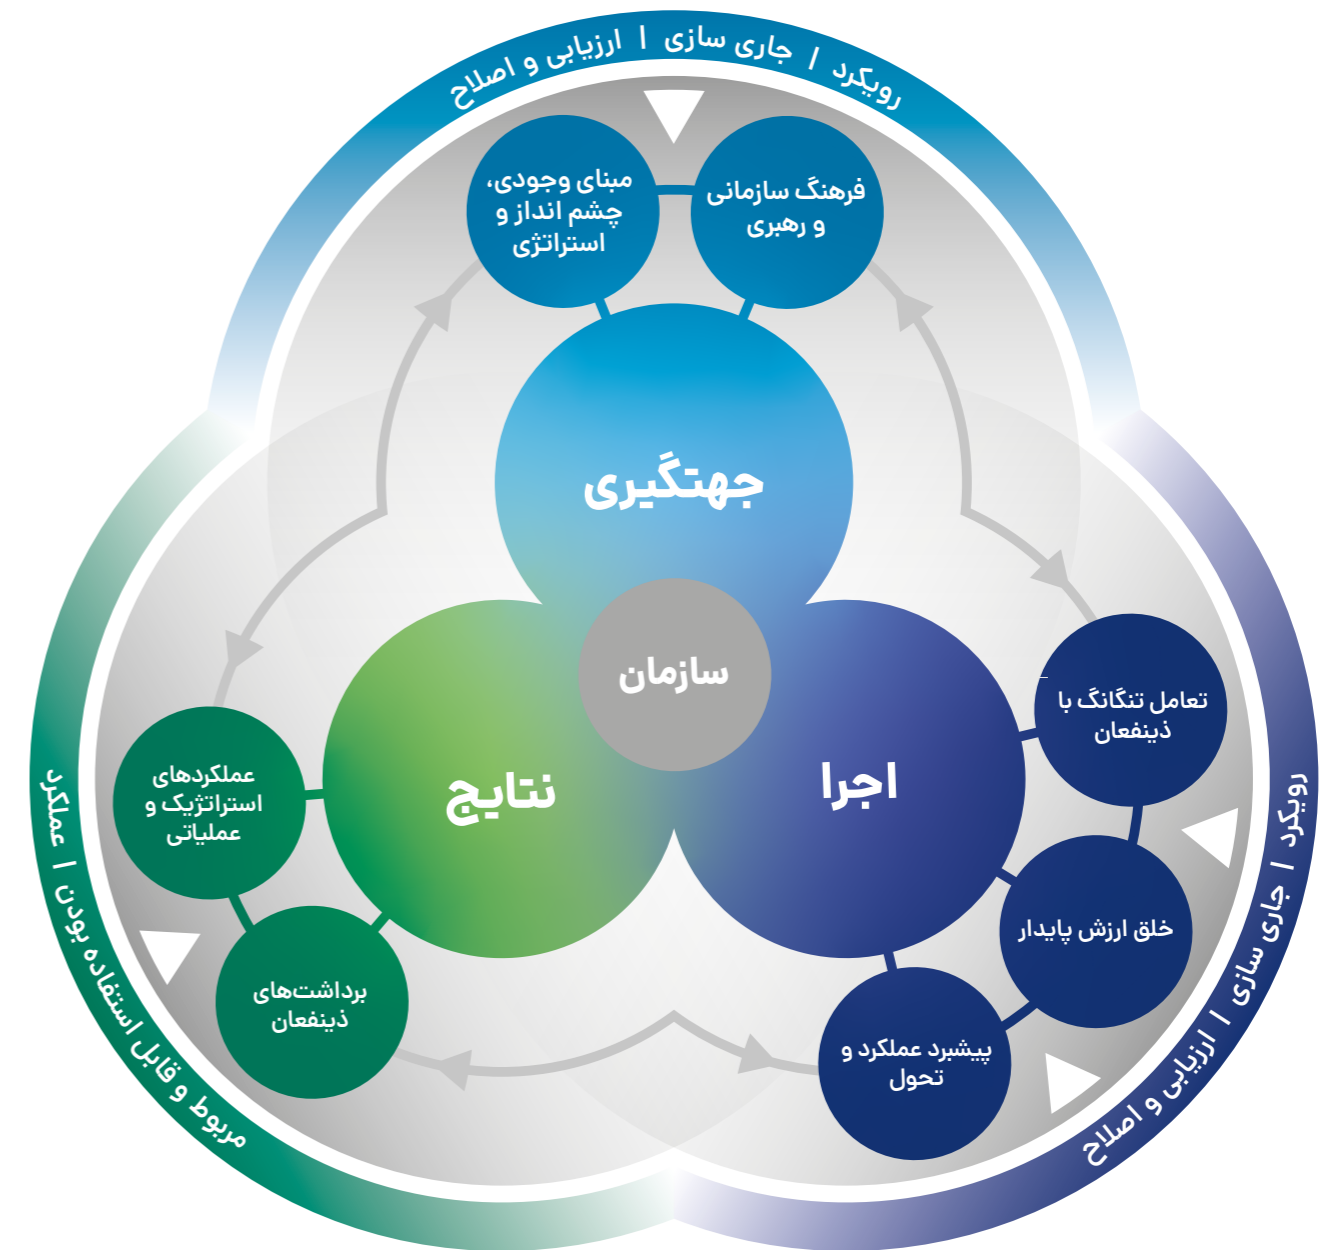 رویکرد | جاری سازی | ارزیابی و اصلاح
فرهنگ سازمانی
و رهبری
مبنای وجودی،
چشم انداز و
استراتژی
جهتگیری
سازمان
اجرا
نتایج
تعامل تنگانگ با
ذینفعان
خلق ارزش پایدار
پیشبرد عملکرد و
تحول
رویکرد | جاری سازی | ارزیابی و اصلاح
عملکردهای
استراتژیک و
عملیاتی
برداشت‌های
ذینفعان
مربوط و قابل استفاده بودن | عملکرد